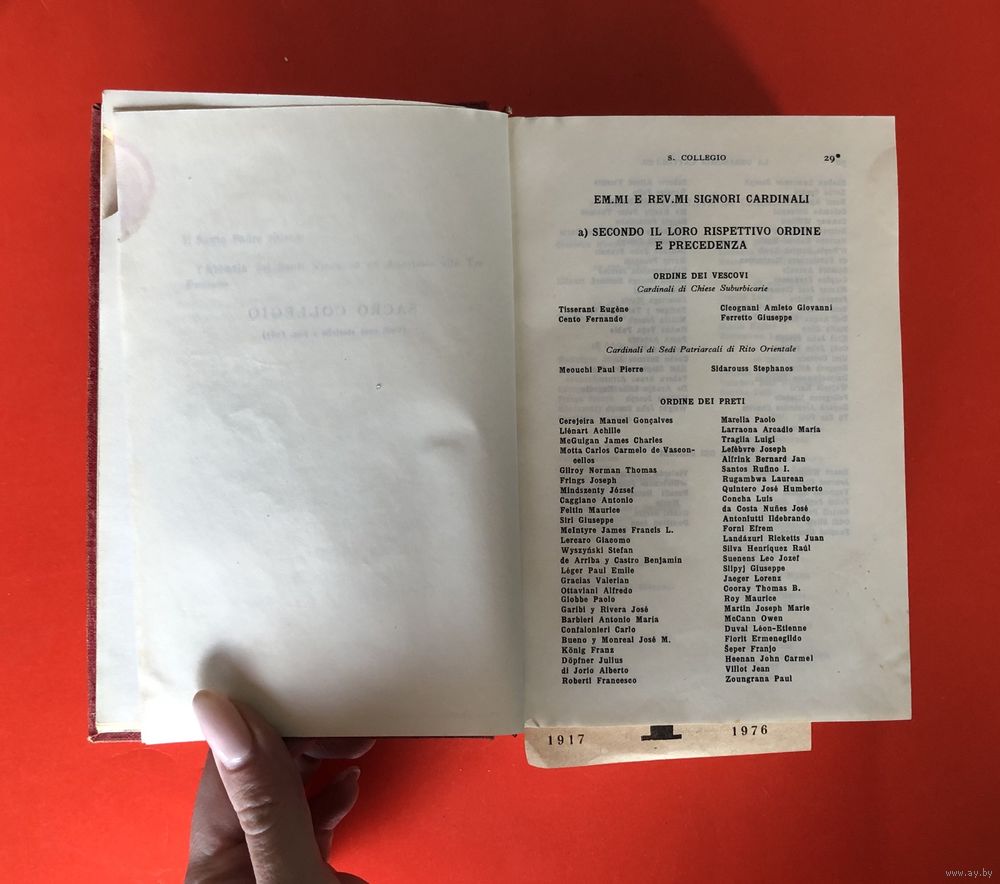 S. COLLEGIO 29*
EM.MI E REV.MI SIGNORI CARDINALI
a) SECONDO IL LORO RISPETTIVO ORDINE
E PRECEDENZA
ORDINE DEI VESCOVI
Cardinali di Chiese Suburbicarie
Tisserant Eugène
Cento Fernando
Cicognani Amleto Giovanni
Ferretto Giuseppe
Cardinali di Sedi Patriarcali di Rito Orientale
Meouchi Paul Pierre
Sidarouss Stephanos
ORDINE DEI PRETI
Cerejeira Manuel Gonçalves
Liénart Achille
McGuigan James Charles
Motta Carlos Carmelo de Vascon-
cellos
Gilroy Norman Thomas
Frings Joseph
Mindszenty József
Caggiano Antonio
Feltin Maurice
Siri Giuseppe
McIntyre James Francis L.
Lercaro Giacomo
Wyszyński Stefan
de Arriba y Castro Benjamin
Léger Paul Emile
Gracias Valerian
Ottaviani Alfredo
Giobbe Paolo
Garibi y Rivera José
Barbieri Antonio Maria
Confalonieri Carlo
Bueno y Monreal José M.
König Franz
Döpfner Julius
di Jorio Alberto
Roberti Francesco
Marella Paolo
Larraona Arcadio María
Traglia Luigi
Lefèbvre Joseph
Alfrink Bernard Jan
Santos Rufino I.
Rugambwa Laurean
Quintero José Humberto
Concha Luis
da Costa Nuñes José
Antoniutti Ildebrando
Forni Efrem
Landázuri Ricketts Juan
Silva Henríquez Raúl
Suenens Leo Jozef
Slipyj Giuseppe
Jaeger Lorenz
Cooray Thomas B.
Roy Maurice
Martin Joseph Marie
McCann Owen
Duval Léon-Etienne
Florit Ermenegildo
Šeper Franjo
Heenan John Carmel
Villot Jean
Zoungrana Paul
1917 1976
SACRO COLLEGIO
www.ay.by